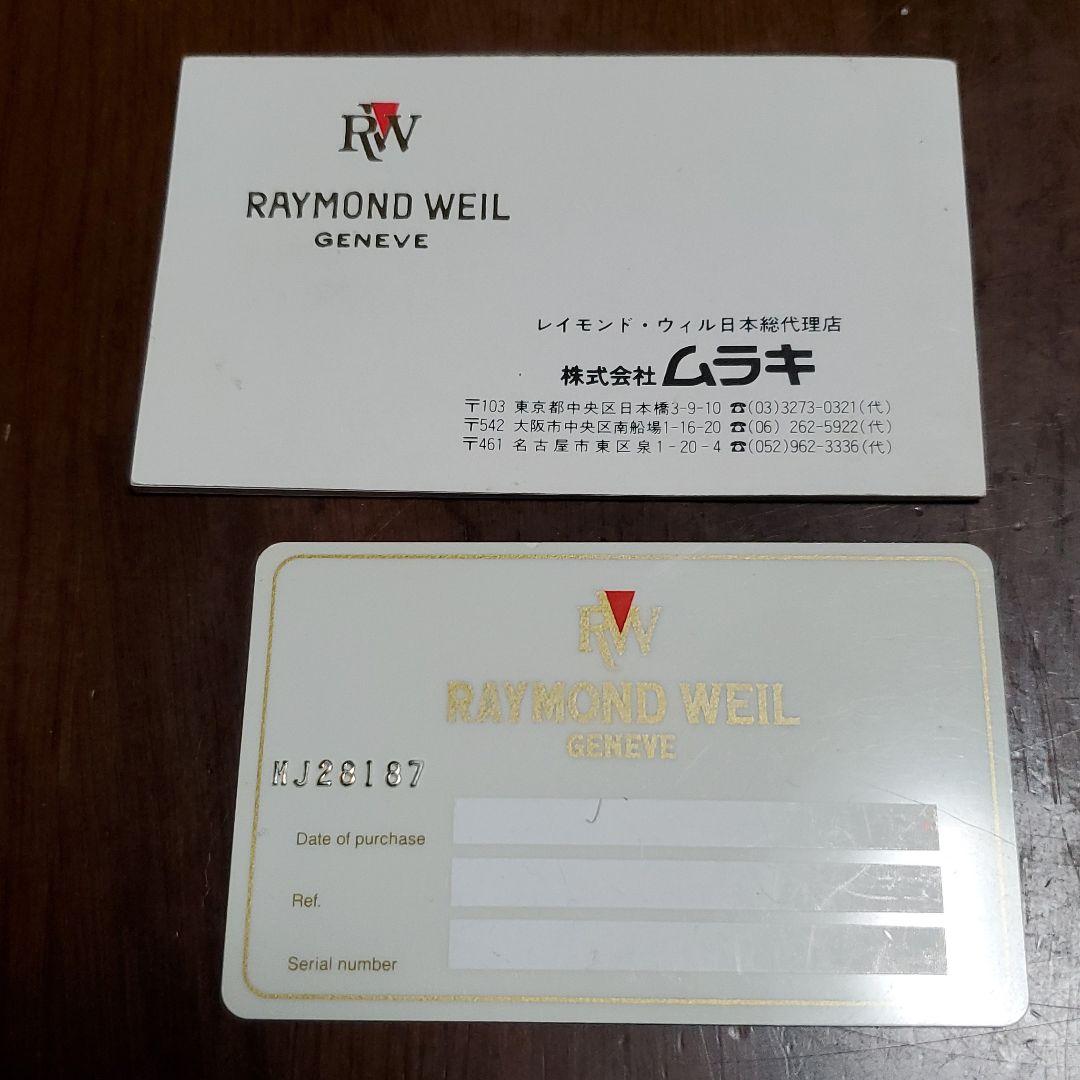 RW
RAYMOND WEIL
GENEVE
レイモンド・ウィル日本総代理店
株式会社 ムラキ
〒103 東京都中央区日本橋3-9-10 ☎(03)3273-0321(代)
〒542 大阪市中央区南船場1-16-20 ☎(06) 262-5922(代)
〒461 名古屋市東区泉1-20-4 ☎(052)962-3336(代)
RW
RAYMOND WEIL
GENEVE
MJ28187
Date of purchase
Ref.
Serial number